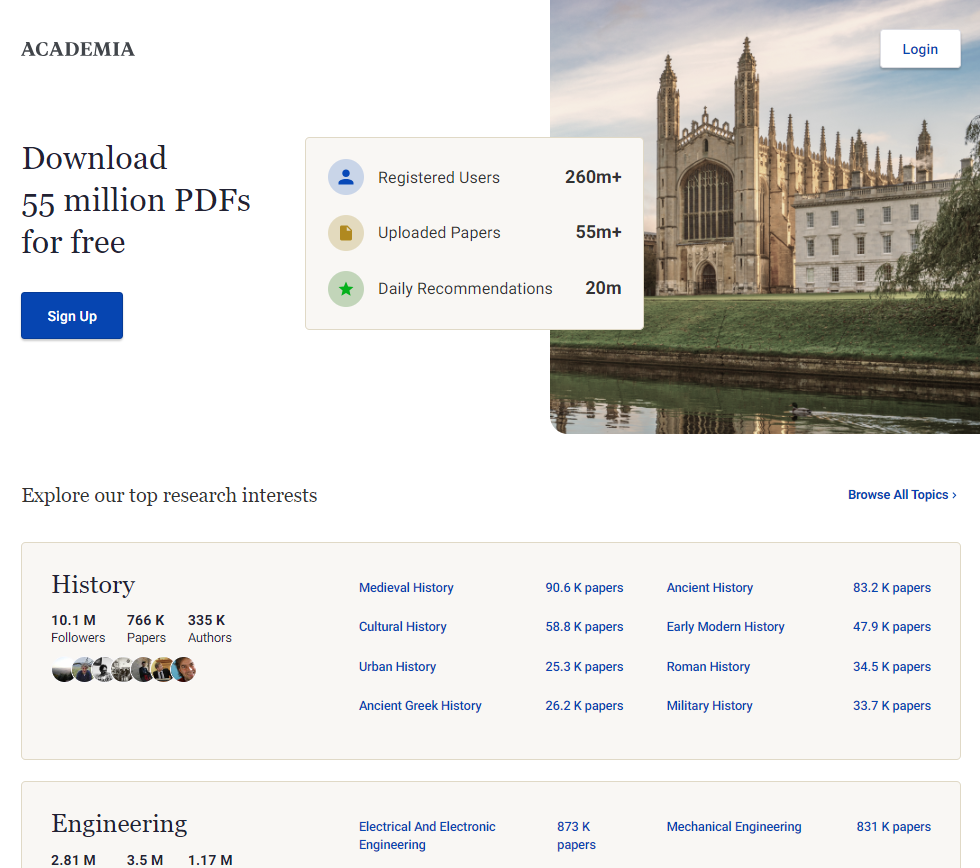 ACADEMIA
Login
Download
55 million PDFs
for free
Sign Up
Registered Users 260m+
Uploaded Papers 55m+
Daily Recommendations 20m
Explore our top research interests
Browse All Topics ›
History
10.1 M 766 K 335 K
Followers Papers Authors
Medieval History 90.6 K papers
Ancient History 83.2 K papers
Cultural History 58.8 K papers
Early Modern History 47.9 K papers
Urban History 25.3 K papers
Roman History 34.5 K papers
Ancient Greek History 26.2 K papers
Military History 33.7 K papers
Engineering
2.81 M 3.5 M 1.17 M
Electrical And Electronic
Engineering
873 K
papers
Mechanical Engineering 831 K papers